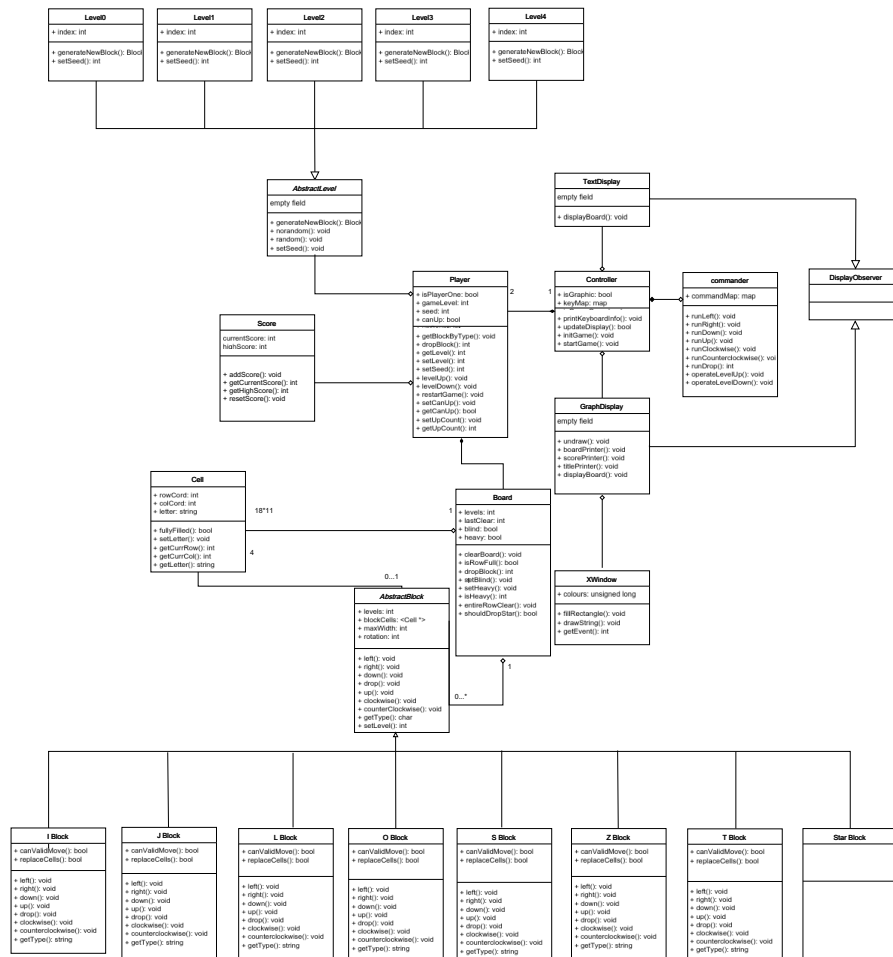 Level0
+ index: int
+ generateNewBlock(): Block
+ setSeed(): int
Level1
+ index: int
+ generateNewBlock(): Block
+ setSeed(): int
Level2
+ index: int
+ generateNewBlock(): Block
+ setSeed(): int
Level3
+ index: int
+ generateNewBlock(): Block
+ setSeed(): int
Level4
+ index: int
+ generateNewBlock(): Block
+ setSeed(): int
AbstractLevel
empty field
+ generateNewBlock(): Block
+ norandom(): void
+ random(): void
+ setSeed(): void
TextDisplay
empty field
+ displayBoard(): void
Player
+ isPlayerOne: bool
+ gameLevel: int
+ seed: int
+ canUp: bool
+ getBlockByType(): void
+ dropBlock(): int
+ getLevel(): int
+ setLevel(): int
+ setSeed(): int
+ levelUp(): void
+ levelDown(): void
+ restartGame(): void
+ setCanUp(): void
+ getCanUp(): bool
+ setUpCount(): void
+ getUpCount(): int
2
1
Controller
+ isGraphic: bool
+ keyMap: map
+ printKeyboardInfo(): void
+ updateDisplay(): bool
+ initGame(): void
+ startGame(): void
commander
+ commandMap: map
+ runLeft(): void
+ runRight(): void
+ runDown(): void
+ runUp(): void
+ runClockwise(): void
+ runCounterclockwise(): voi
+ runDrop(): int
+ operateLevelUp(): void
+ operateLevelDown(): void
DisplayObserver
Score
currentScore: int
highScore: int
+ addScore(): void
+ getCurrentScore(): int
+ getHighScore(): int
+ resetScore(): void
GraphDisplay
empty field
+ undraw(): void
+ boardPrinter(): void
+ scorePrinter(): void
+ titlePrinter(): void
+ displayBoard(): void
Cell
+ rowCord: int
+ colCord: int
+ letter: string
+ fullyFilled(): bool
+ setLetter(): void
+ getCurrRow(): int
+ getCurrCol(): int
+ getLetter(): string
18*11
4
1
Board
+ levels: int
+ lastClear: int
+ blind: bool
+ heavy: bool
+ clearBoard(): void
+ isRowFull(): bool
+ dropBlock(): int
+ setBlind(): void
+ setHeavy(): void
+ isHeavy(): int
+ entireRowClear(): void
+ shouldDropStar(): bool
XWindow
+ colours: unsigned long
+ fillRectangle(): void
+ drawString(): void
+ getEvent(): int
0...1
AbstractBlock
+ levels: int
+ blockCells: <Cell *>
+ maxWidth: int
+ rotation: int
+ left(): void
+ right(): void
+ down(): void
+ drop(): void
+ up(): void
+ clockwise(): void
+ counterClockwise(): void
+ getType(): char
+ setLevel(): int
1
0...*
I Block
+ canValidMove(): bool
+ replaceCells(): bool
+ left(): void
+ right(): void
+ down(): void
+ up(): void
+ drop(): void
+ clockwise(): void
+ counterclockwise(): void
+ getType(): string
J Block
+ canValidMove(): bool
+ replaceCells(): bool
+ left(): void
+ right(): void
+ down(): void
+ up(): void
+ drop(): void
+ clockwise(): void
+ counterclockwise(): void
+ getType(): string
L Block
+ canValidMove(): bool
+ replaceCells(): bool
+ left(): void
+ right(): void
+ down(): void
+ up(): void
+ drop(): void
+ clockwise(): void
+ counterclockwise(): void
+ getType(): string
O Block
+ canValidMove(): bool
+ replaceCells(): bool
+ left(): void
+ right(): void
+ down(): void
+ up(): void
+ drop(): void
+ clockwise(): void
+ counterclockwise(): void
+ getType(): string
S Block
+ canValidMove(): bool
+ replaceCells(): bool
+ left(): void
+ right(): void
+ down(): void
+ up(): void
+ drop(): void
+ clockwise(): void
+ counterclockwise(): void
+ getType(): string
Z Block
+ canValidMove(): bool
+ replaceCells(): bool
+ left(): void
+ right(): void
+ down(): void
+ up(): void
+ drop(): void
+ clockwise(): void
+ counterclockwise(): void
+ getType(): string
T Block
+ canValidMove(): bool
+ replaceCells(): bool
+ left(): void
+ right(): void
+ down(): void
+ up(): void
+ drop(): void
+ clockwise(): void
+ counterclockwise(): void
+ getType(): string
Star Block